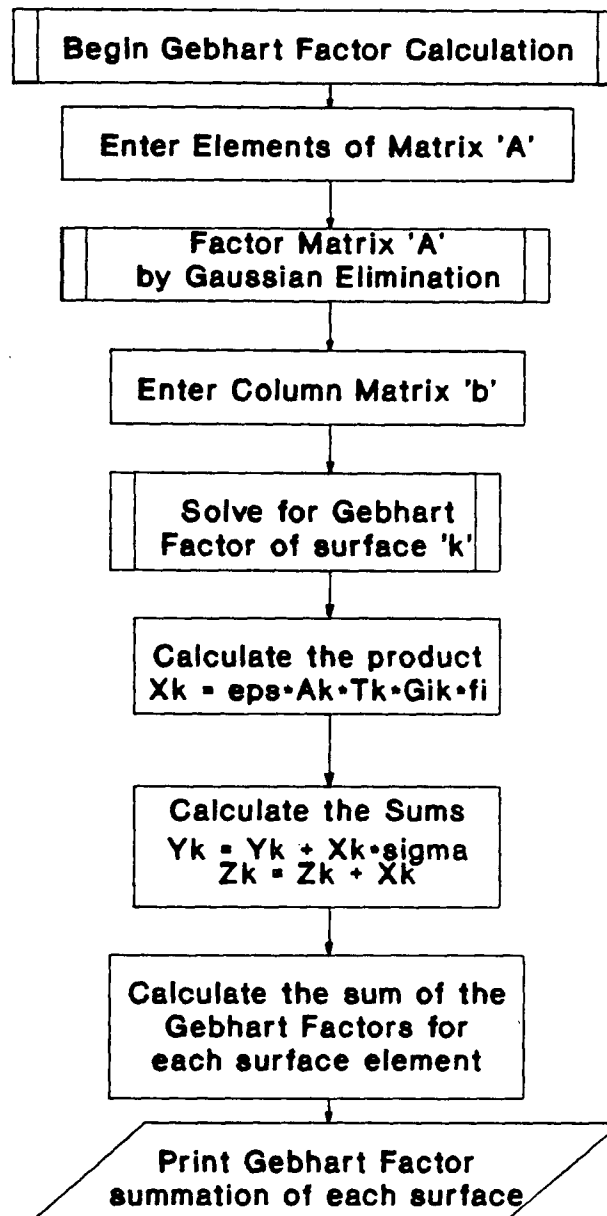 Begin Gebhart Factor Calculation
Enter Elements of Matrix 'A'
Factor Matrix 'A'
by Gaussian Elimination
Enter Column Matrix 'b'
Solve for Gebhart
Factor of surface 'k'
Calculate the product
Xk = eps*Ak*Tk*Gik*fi
Calculate the Sums
Yk = Yk + Xk*sigma
Zk = Zk + Xk
Calculate the sum of the
Gebhart Factors for
each surface element
Print Gebhart Factor
summation of each surface